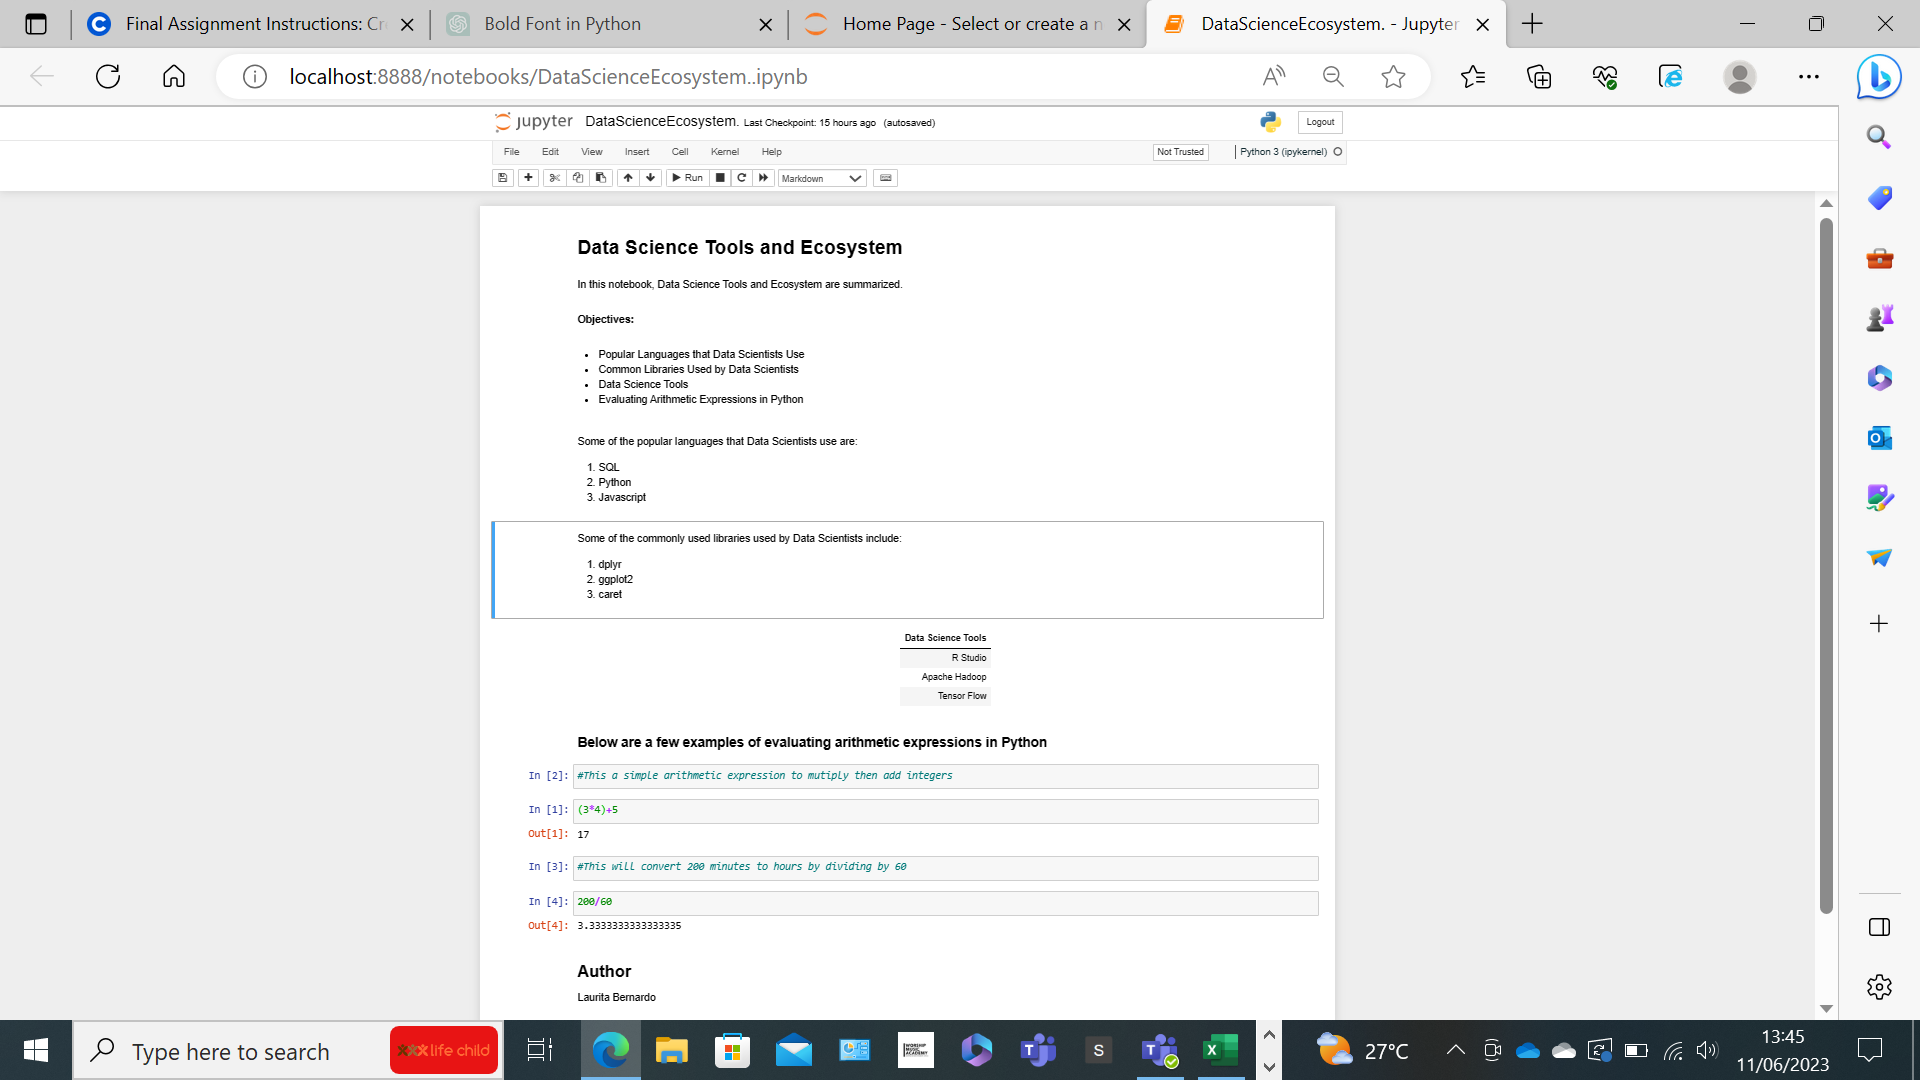 Final Assignment Instructions: Cr
Bold Font in Python
Home Page - Select or create a n
DataScienceEcosystem. - Jupyter
localhost:8888/notebooks/DataScienceEcosystem..ipynb
jupyter DataScienceEcosystem. Last Checkpoint: 15 hours ago (autosaved)
Logout
File Edit View Insert Cell Kernel Help
Not Trusted
Python 3 (ipykernel)
Run
Markdown
Data Science Tools and Ecosystem
In this notebook, Data Science Tools and Ecosystem are summarized.
Objectives:
• Popular Languages that Data Scientists Use
• Common Libraries Used by Data Scientists
• Data Science Tools
• Evaluating Arithmetic Expressions in Python
Some of the popular languages that Data Scientists use are:
1. SQL
2. Python
3. Javascript
Some of the commonly used libraries used by Data Scientists include:
1. dplyr
2. ggplot2
3. caret
Data Science Tools
R Studio
Apache Hadoop
Tensor Flow
Below are a few examples of evaluating arithmetic expressions in Python
In [2]: #This a simple arithmetic expression to mutiply then add integers
In [1]: (3*4)+5
Out[1]: 17
In [3]: #This will convert 200 minutes to hours by dividing by 60
In [4]: 200/60
Out[4]: 3.3333333333333335
Author
Laurita Bernardo
Type here to search
life child
WORSHIP MUSIC ACADEMY
S
27°C
13:45
11/06/2023